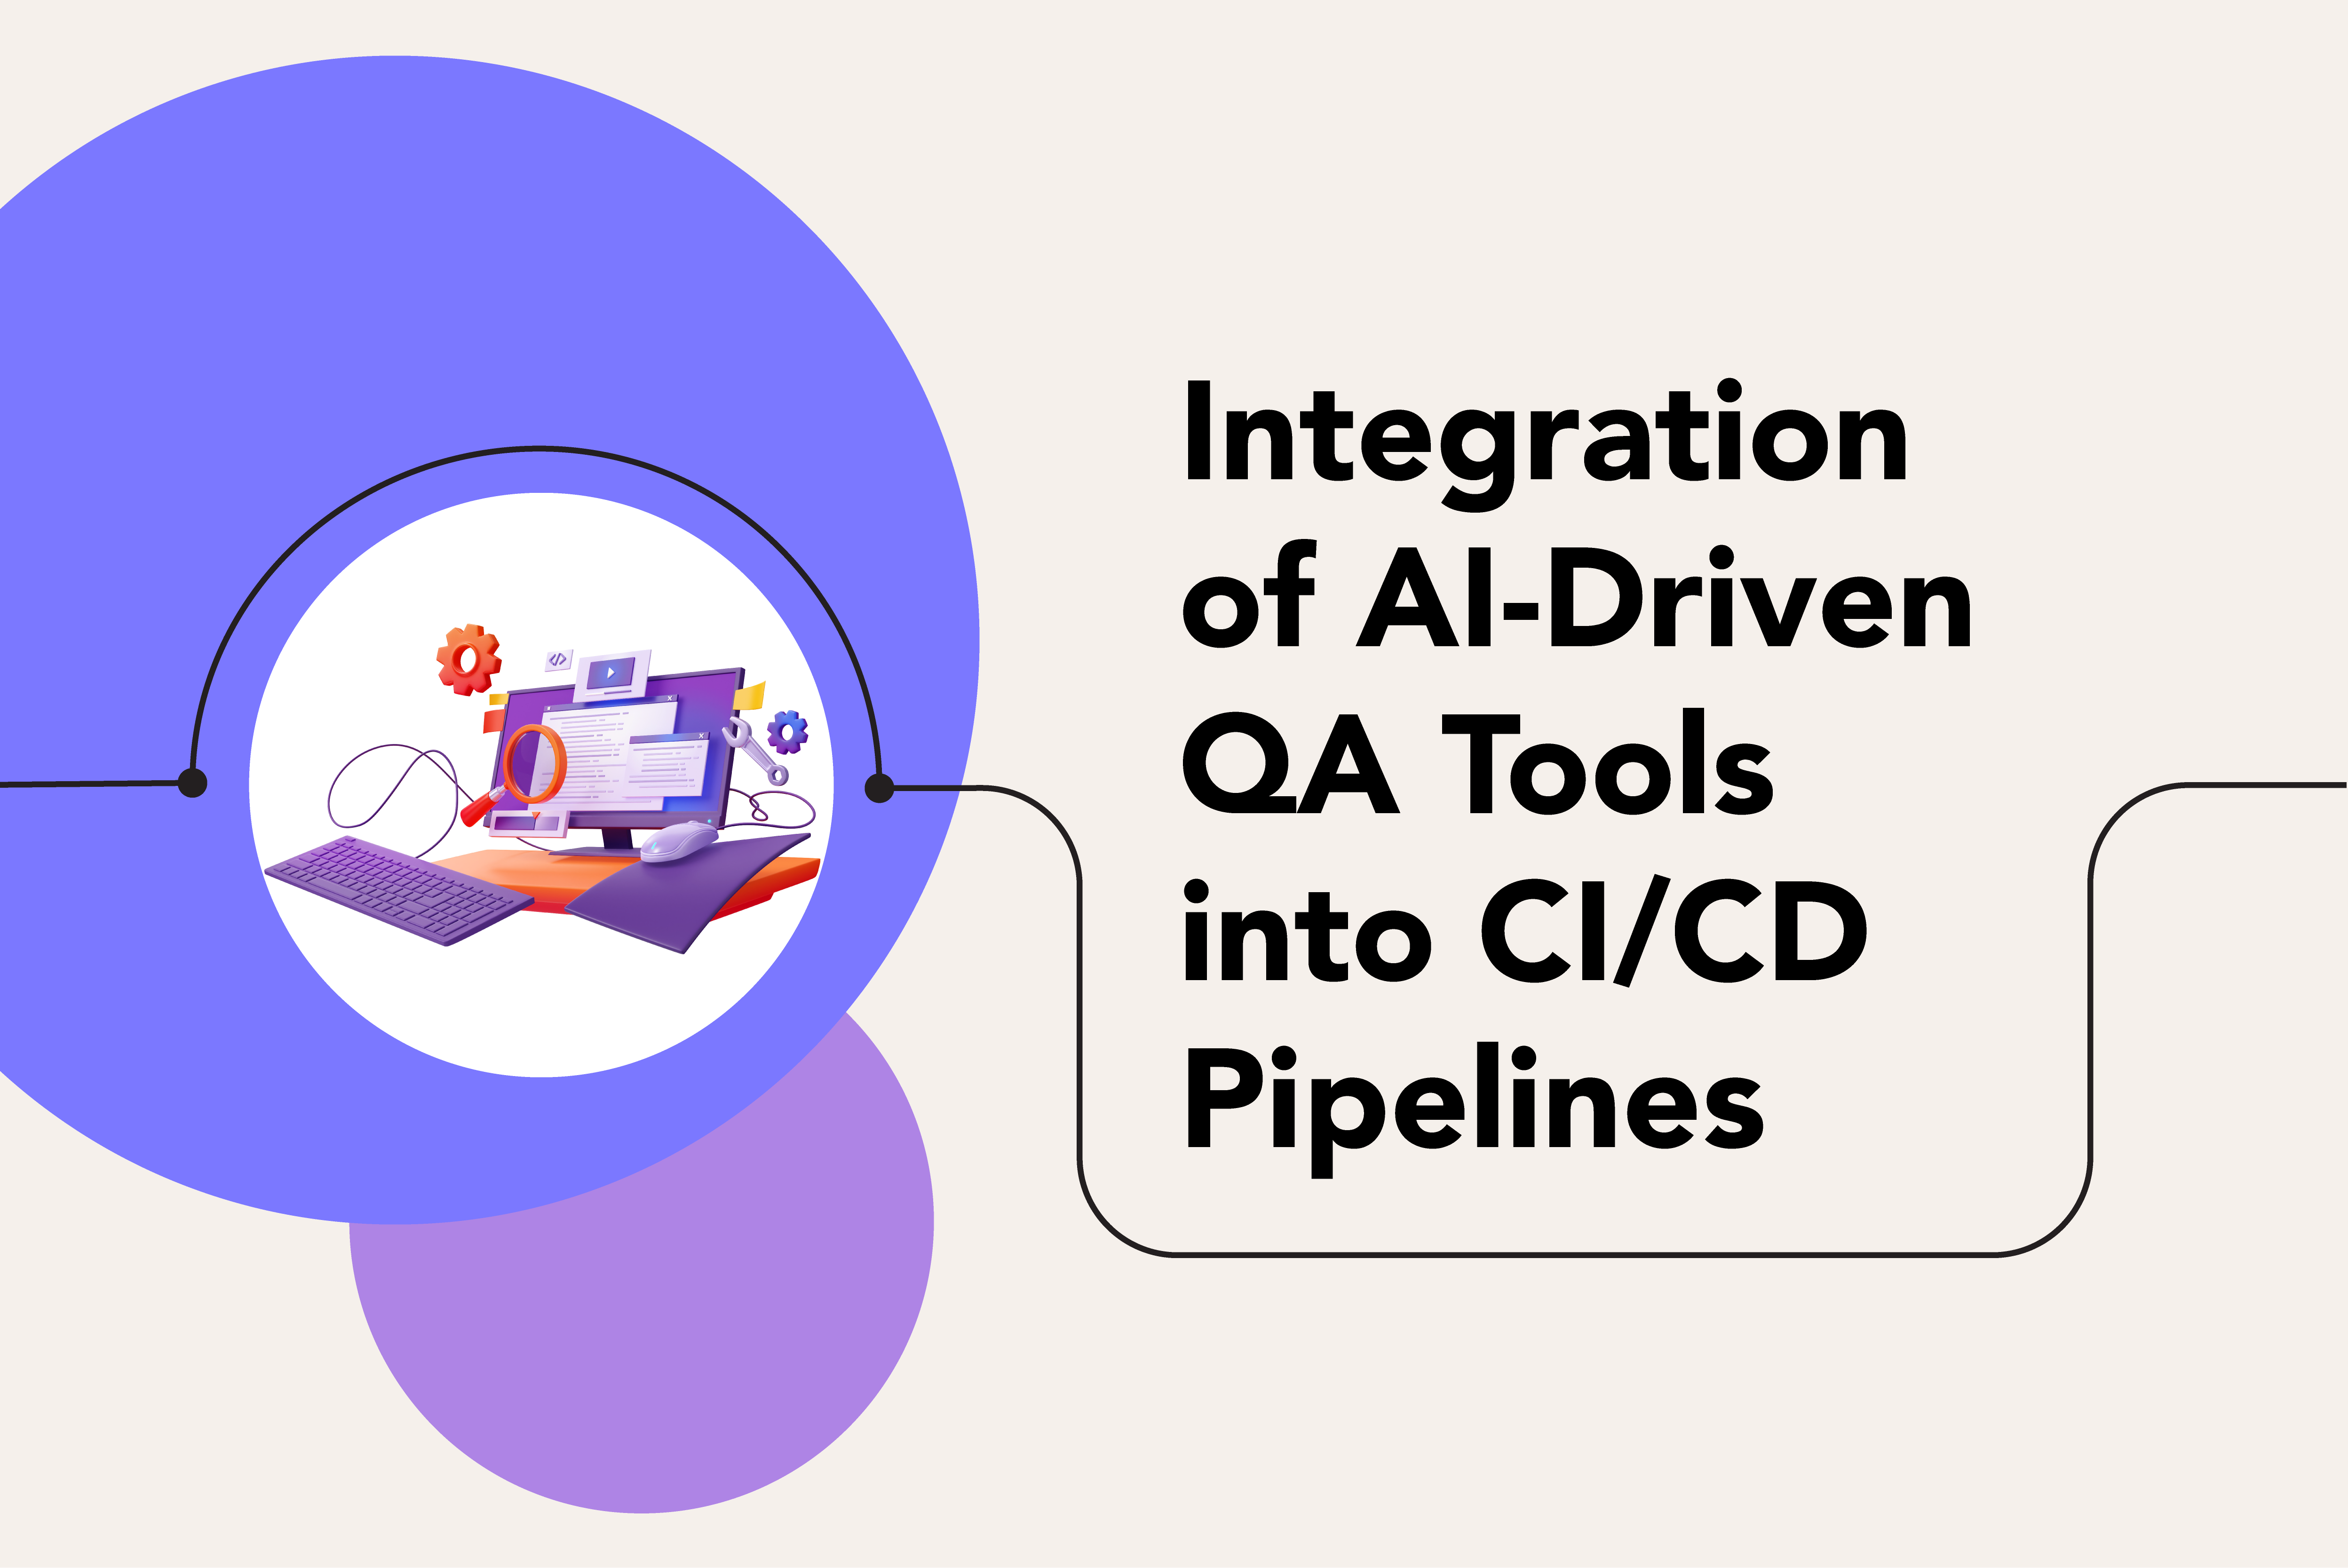 Integration
of AI-Driven
QA Tools
into CI/CD
Pipelines